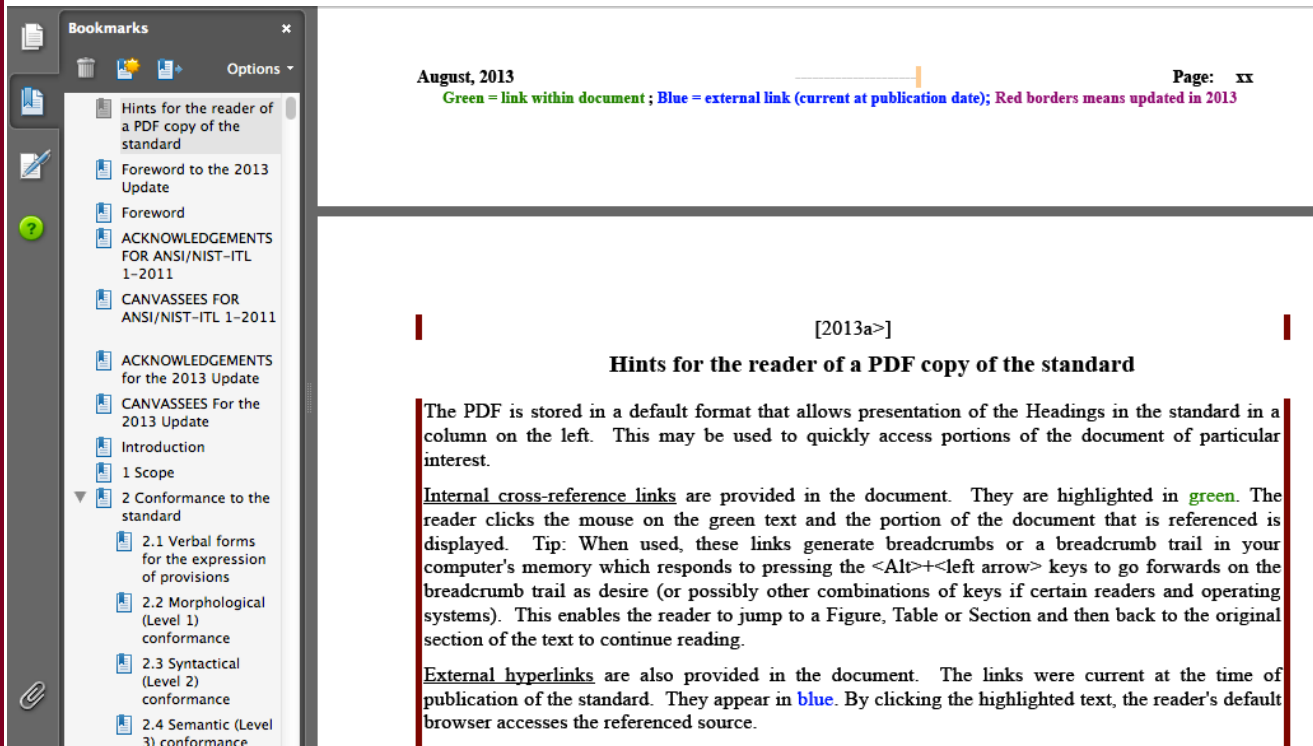 Bookmarks ×
Options
Hints for the reader of
a PDF copy of the
standard
Foreword to the 2013
Update
Foreword
ACKNOWLEDGEMENTS
FOR ANSI/NIST-ITL
1-2011
CANVASSEES FOR
ANSI/NIST-ITL 1-2011
ACKNOWLEDGEMENTS
for the 2013 Update
CANVASSEES For the
2013 Update
Introduction
1 Scope
2 Conformance to the
standard
2.1 Verbal forms
for the expression
of provisions
2.2 Morphological
(Level 1)
conformance
2.3 Syntactical
(Level 2)
conformance
2.4 Semantic (Level
3) conformance
August, 2013 Page: xx
Green = link within document ; Blue = external link (current at publication date); Red borders means updated in 2013
[2013a>]
Hints for the reader of a PDF copy of the standard
The PDF is stored in a default format that allows presentation of the Headings in the standard in a
column on the left. This may be used to quickly access portions of the document of particular
interest.
Internal cross-reference links are provided in the document. They are highlighted in green. The
reader clicks the mouse on the green text and the portion of the document that is referenced is
displayed. Tip: When used, these links generate breadcrumbs or a breadcrumb trail in your
computer's memory which responds to pressing the <Alt>+<left arrow> keys to go forwards on the
breadcrumb trail as desire (or possibly other combinations of keys if certain readers and operating
systems). This enables the reader to jump to a Figure, Table or Section and then back to the original
section of the text to continue reading.
External hyperlinks are also provided in the document. The links were current at the time of
publication of the standard. They appear in blue. By clicking the highlighted text, the reader's default
browser accesses the referenced source.